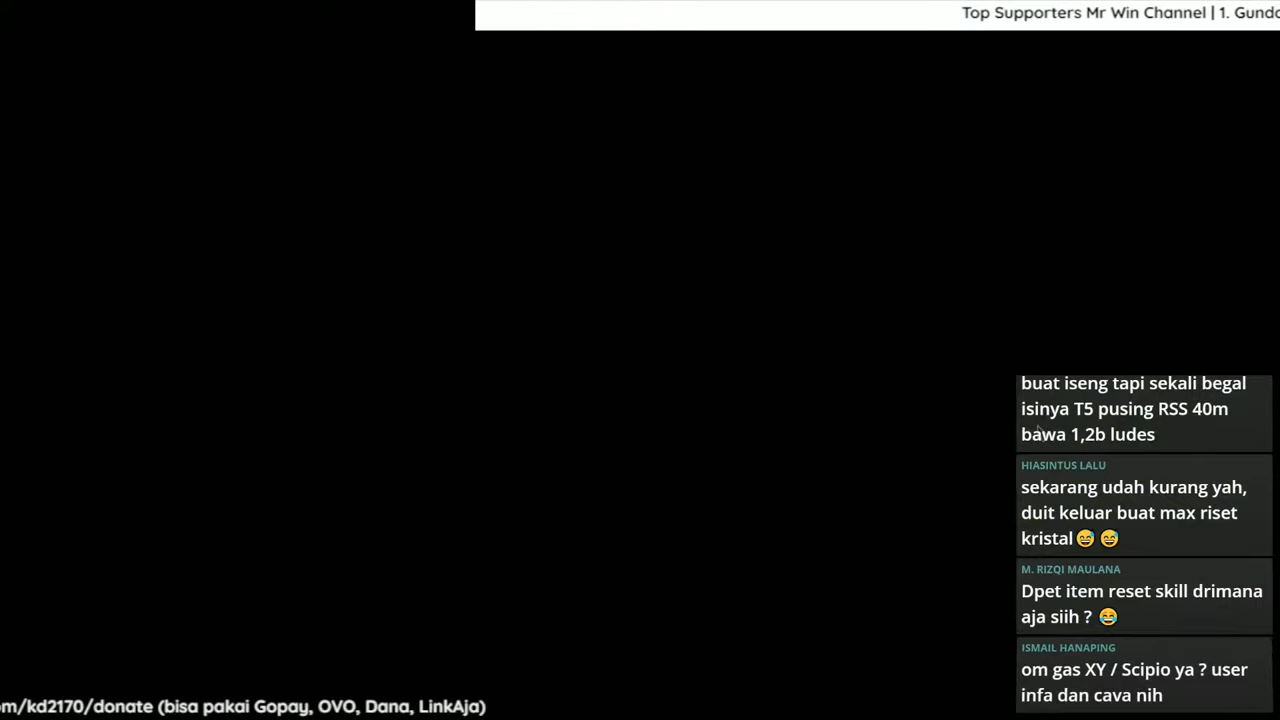 Top Supporters Mr Win Channel | 1. Gundo
buat iseng tapi sekali begal
isinya T5 pusing RSS 40m
bawa 1,2b ludes
HIASINTUS LALU
sekarang udah kurang yah,
duit keluar buat max riset
kristal😅 😅
M. RIZQI MAULANA
Dpet item reset skill drimana
aja siih ? 😂
ISMAIL HANAPING
om gas XY / Scipio ya ? user
infa dan cava nih
om/kd2170/donate (bisa pakai Gopay, OVO, Dana, LinkAja)